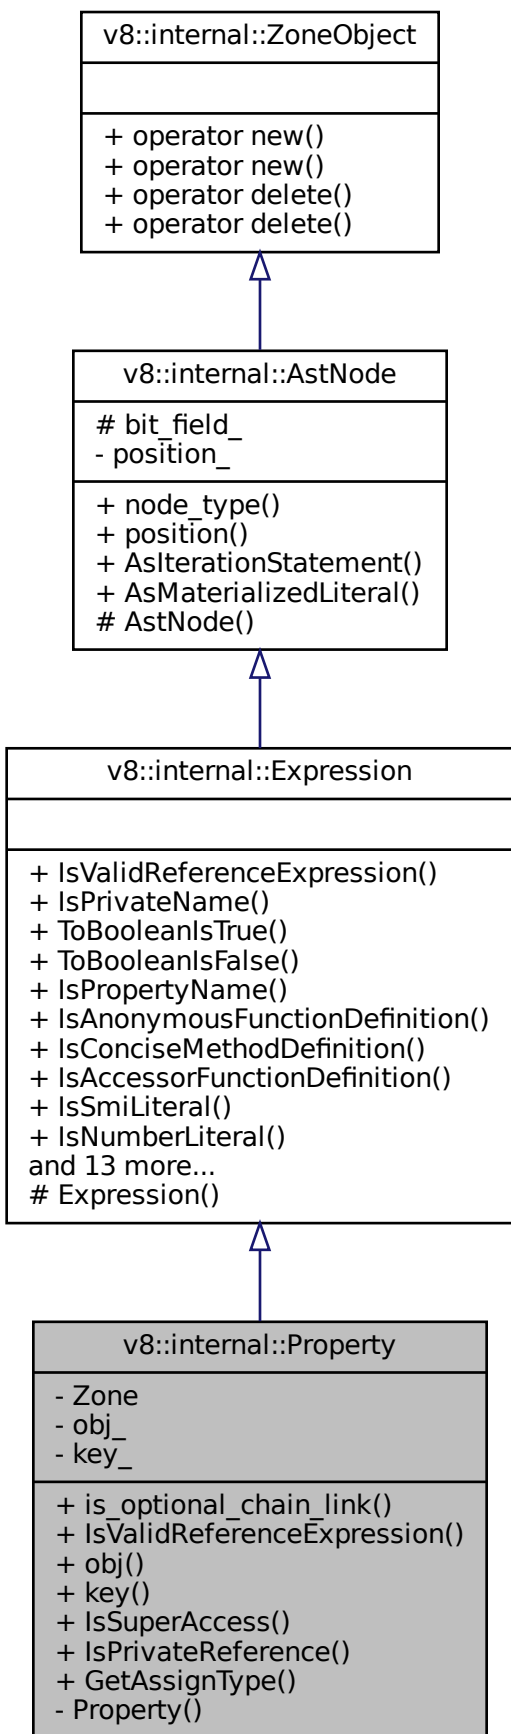 v8::internal::ZoneObject
+ operator new()
+ operator new()
+ operator delete()
+ operator delete()
v8::internal::AstNode
# bit_field_
- position_
+ node_type()
+ position()
+ AsIterationStatement()
+ AsMaterializedLiteral()
# AstNode()
v8::internal::Expression
+ IsValidReferenceExpression()
+ IsPrivateName()
+ ToBooleanIsTrue()
+ ToBooleanIsFalse()
+ IsPropertyName()
+ IsAnonymousFunctionDefinition()
+ IsConciseMethodDefinition()
+ IsAccessorFunctionDefinition()
+ IsSmiLiteral()
+ IsNumberLiteral()
and 13 more...
# Expression()
v8::internal::Property
- Zone
- obj_
- key_
+ is_optional_chain_link()
+ IsValidReferenceExpression()
+ obj()
+ key()
+ IsSuperAccess()
+ IsPrivateReference()
+ GetAssignType()
- Property()